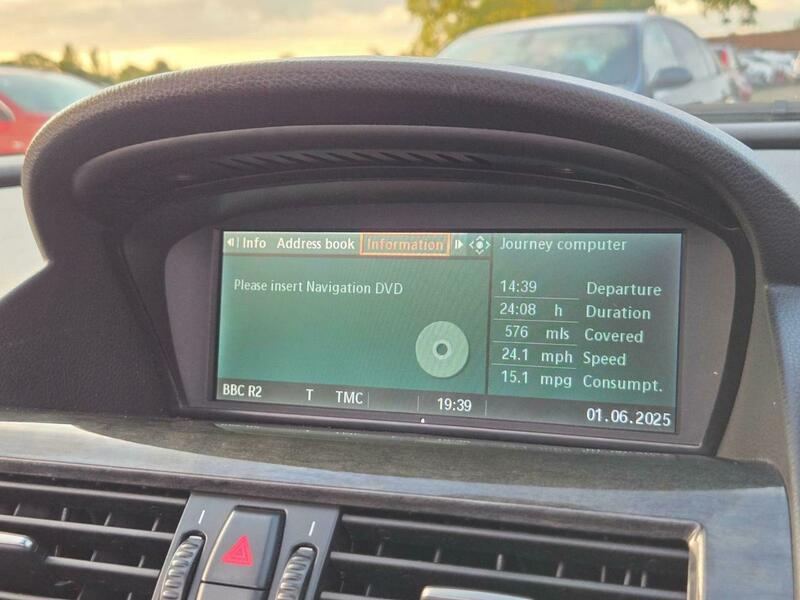 Info Address book Information
Please insert Navigation DVD
BBC R2 T TMC 19:39
Journey computer
14:39 Departure
24:08 h Duration
576 mls Covered
24.1 mph Speed
15.1 mpg Consumpt.
01.06.2025